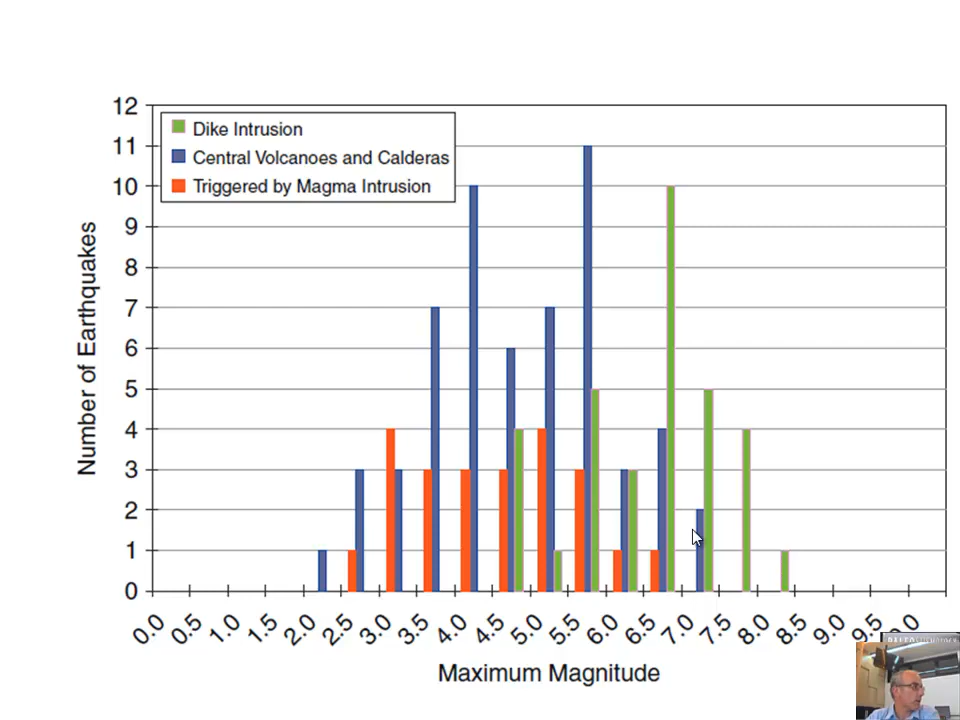 12
11
10
9
8
7
6
5
4
3
2
1
0
Number of Earthquakes
Dike Intrusion
Central Volcanoes and Calderas
Triggered by Magma Intrusion
0.0 0.5 1.0 1.5 2.0 2.5 3.0 3.5 4.0 4.5 5.0 5.5 6.0 6.5 7.0 7.5 8.0 8.5 9.0 9.5
Maximum Magnitude